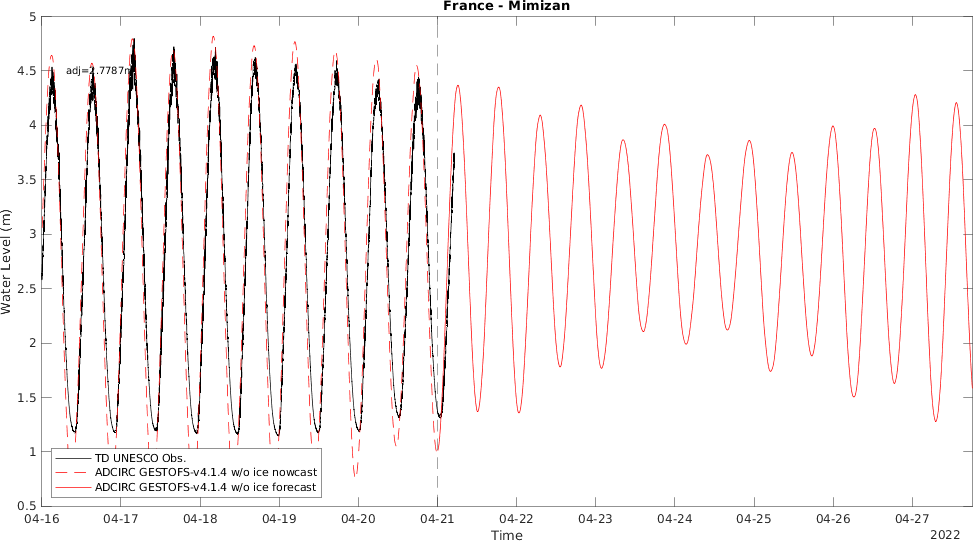 France - Mimizan
adj=2.7787m
Water Level (m)
5
4.5
4
3.5
3
2.5
2
1.5
1
0.5
TD UNESCO Obs.
ADCIRC GESTOFS-v4.1.4 w/o ice nowcast
ADCIRC GESTOFS-v4.1.4 w/o ice forecast
04-16 04-17 04-18 04-19 04-20 04-21 04-22 04-23 04-24 04-25 04-26 04-27
Time
2022